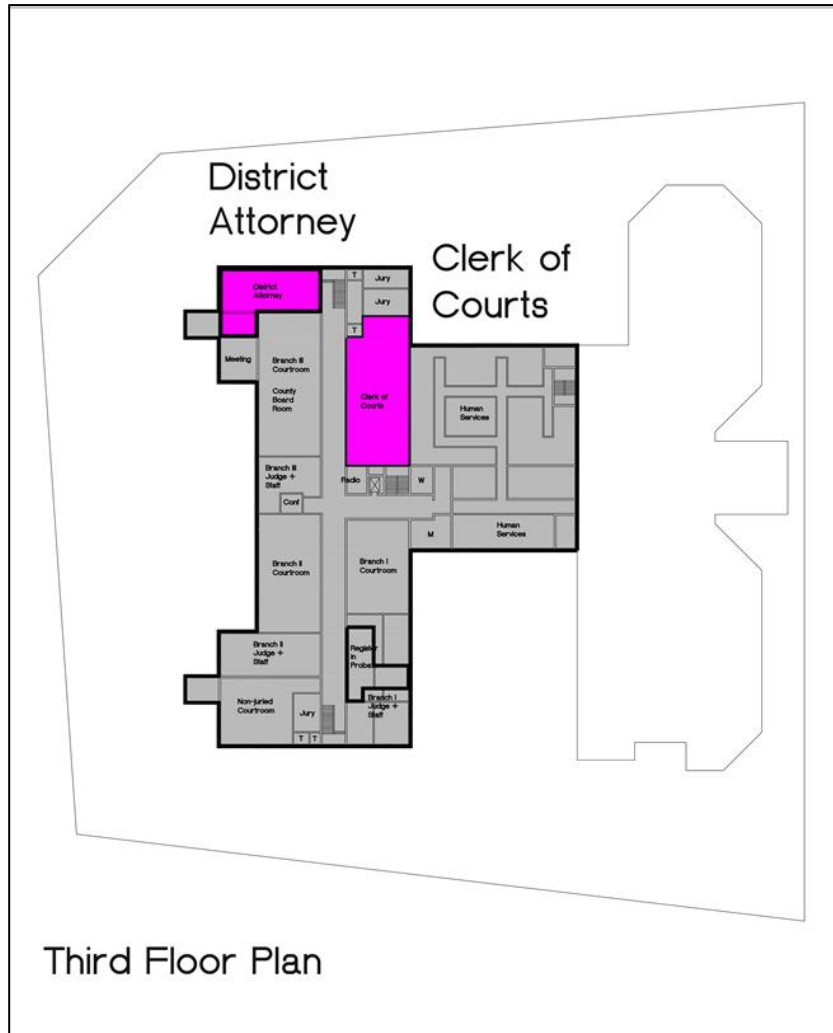 District
Attorney
Clerk of
Courts
District
Attorney
T
Jury
Jury
T
Meeting
Branch III
Courtroom
County
Board
Room
Clerk of
Courts
Human
Services
Branch III
Judge +
Staff
Radio
W
Conf
Branch II
Courtroom
Branch I
Courtroom
M
Human
Services
Branch II
Judge +
Staff
Register
in
Probat
Non-juried
Courtroom
Jury
Branch I
Judge +
Staff
T
T
Third Floor Plan